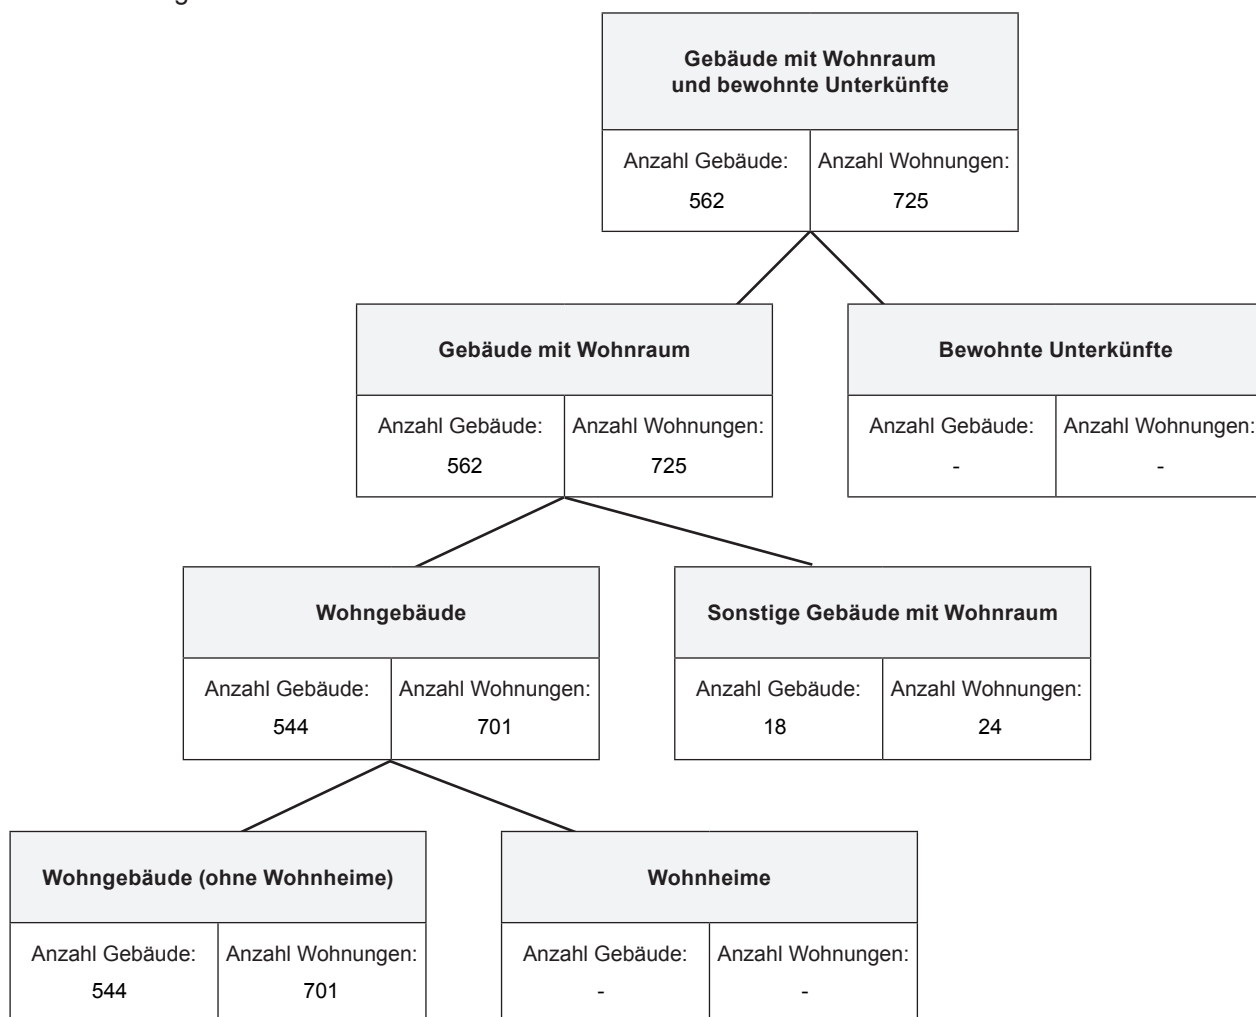 Gebäude mit Wohnraum
und bewohnte Unterkünfte
Anzahl Gebäude: Anzahl Wohnungen:
562 725
Gebäude mit Wohnraum Bewohnte Unterkünfte
Anzahl Gebäude: Anzahl Wohnungen: Anzahl Gebäude: Anzahl Wohnungen:
562 725 - -
Wohngebäude Sonstige Gebäude mit Wohnraum
Anzahl Gebäude: Anzahl Wohnungen: Anzahl Gebäude: Anzahl Wohnungen:
544 701 18 24
Wohngebäude (ohne Wohnheime) Wohnheime
Anzahl Gebäude: Anzahl Wohnungen: Anzahl Gebäude: Anzahl Wohnungen:
544 701 - -